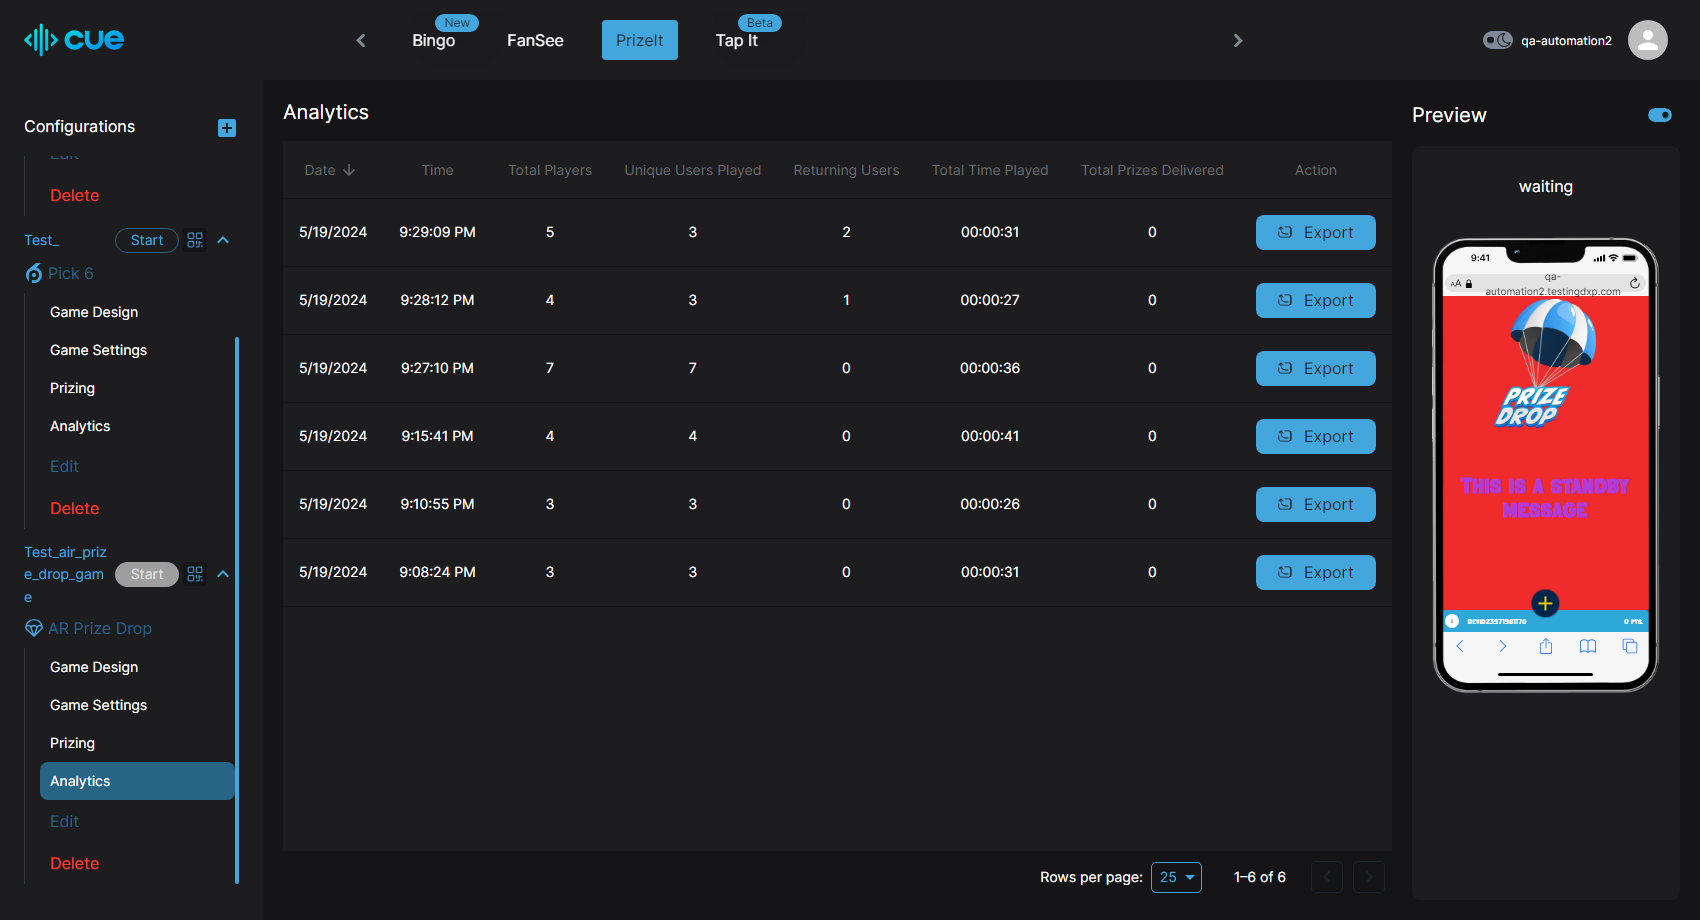 cue
New
Bingo
FanSee
PrizeIt
Beta
Tap It
qa-automation2
Configurations
Edit
Delete
Test_
Start
Pick 6
Game Design
Game Settings
Prizing
Analytics
Edit
Delete
Test_air_priz
e_drop_gam
e
Start
AR Prize Drop
Game Design
Game Settings
Prizing
Analytics
Edit
Delete
Analytics
Date Time Total Players Unique Users Played Returning Users Total Time Played Total Prizes Delivered Action
5/19/2024 9:29:09 PM 5 3 2 00:00:31 0 Export
5/19/2024 9:28:12 PM 4 3 1 00:00:27 0 Export
5/19/2024 9:27:10 PM 7 7 0 00:00:36 0 Export
5/19/2024 9:15:41 PM 4 4 0 00:00:41 0 Export
5/19/2024 9:10:55 PM 3 3 0 00:00:26 0 Export
5/19/2024 9:08:24 PM 3 3 0 00:00:31 0 Export
Rows per page: 25 1–6 of 6
Preview
waiting
9:41
AA
qa-
automation2.testingdxp.com
PRIZE
DROP
THIS IS A STANDBY
MESSAGE
0 PTS.